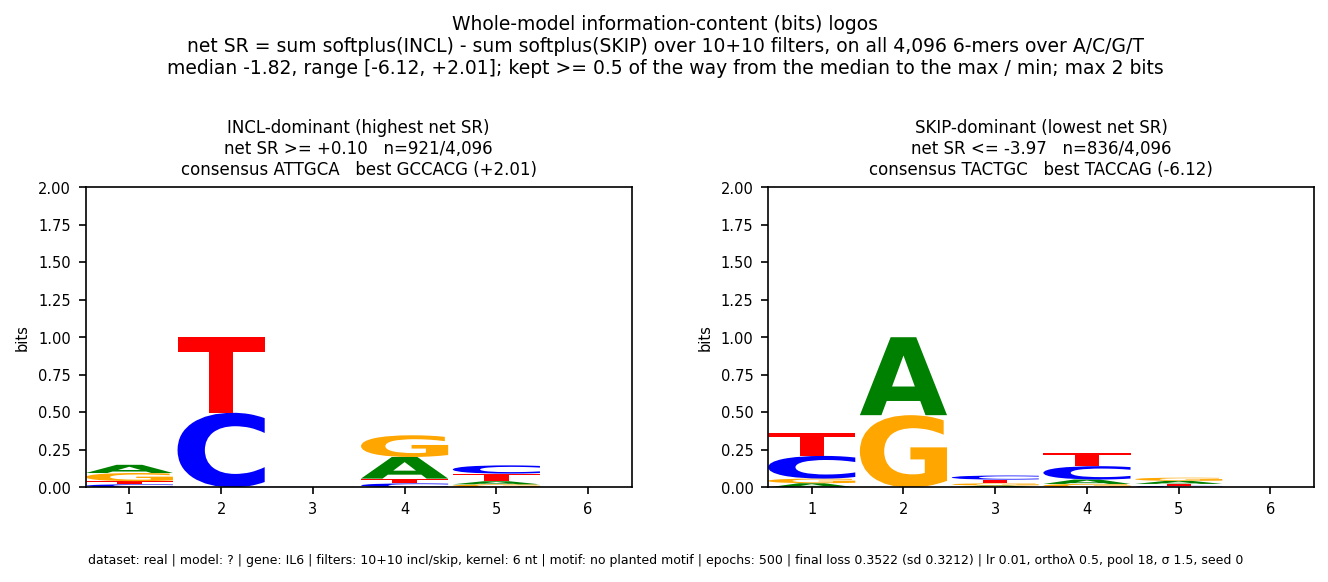 Whole-model information-content (bits) logos
net SR = sum softplus(INCL) - sum softplus(SKIP) over 10+10 filters, on all 4,096 6-mers over A/C/G/T
median -1.82, range [-6.12, +2.01]; kept >= 0.5 of the way from the median to the max / min; max 2 bits
INCL-dominant (highest net SR)
net SR >= +0.10   n=921/4,096
consensus ATTGCA   best GCCACG (+2.01)
2.00
1.75
1.50
1.25
1.00
0.75
0.50
0.25
0.00
bits
A
G
T
C
T
C
G
A
T
C
C
T
A
G
1 2 3 4 5 6
SKIP-dominant (lowest net SR)
net SR <= -3.97   n=836/4,096
consensus TACTGC   best TACCAG (-6.12)
2.00
1.75
1.50
1.25
1.00
0.75
0.50
0.25
0.00
bits
T
C
G
A
A
G
C
T
G
T
C
A
G
G
A
T
1 2 3 4 5 6
dataset: real | model: ? | gene: IL6 | filters: 10+10 incl/skip, kernel: 6 nt | motif: no planted motif | epochs: 500 | final loss 0.3522 (sd 0.3212) | lr 0.01, orthoλ 0.5, pool 18, σ 1.5, seed 0